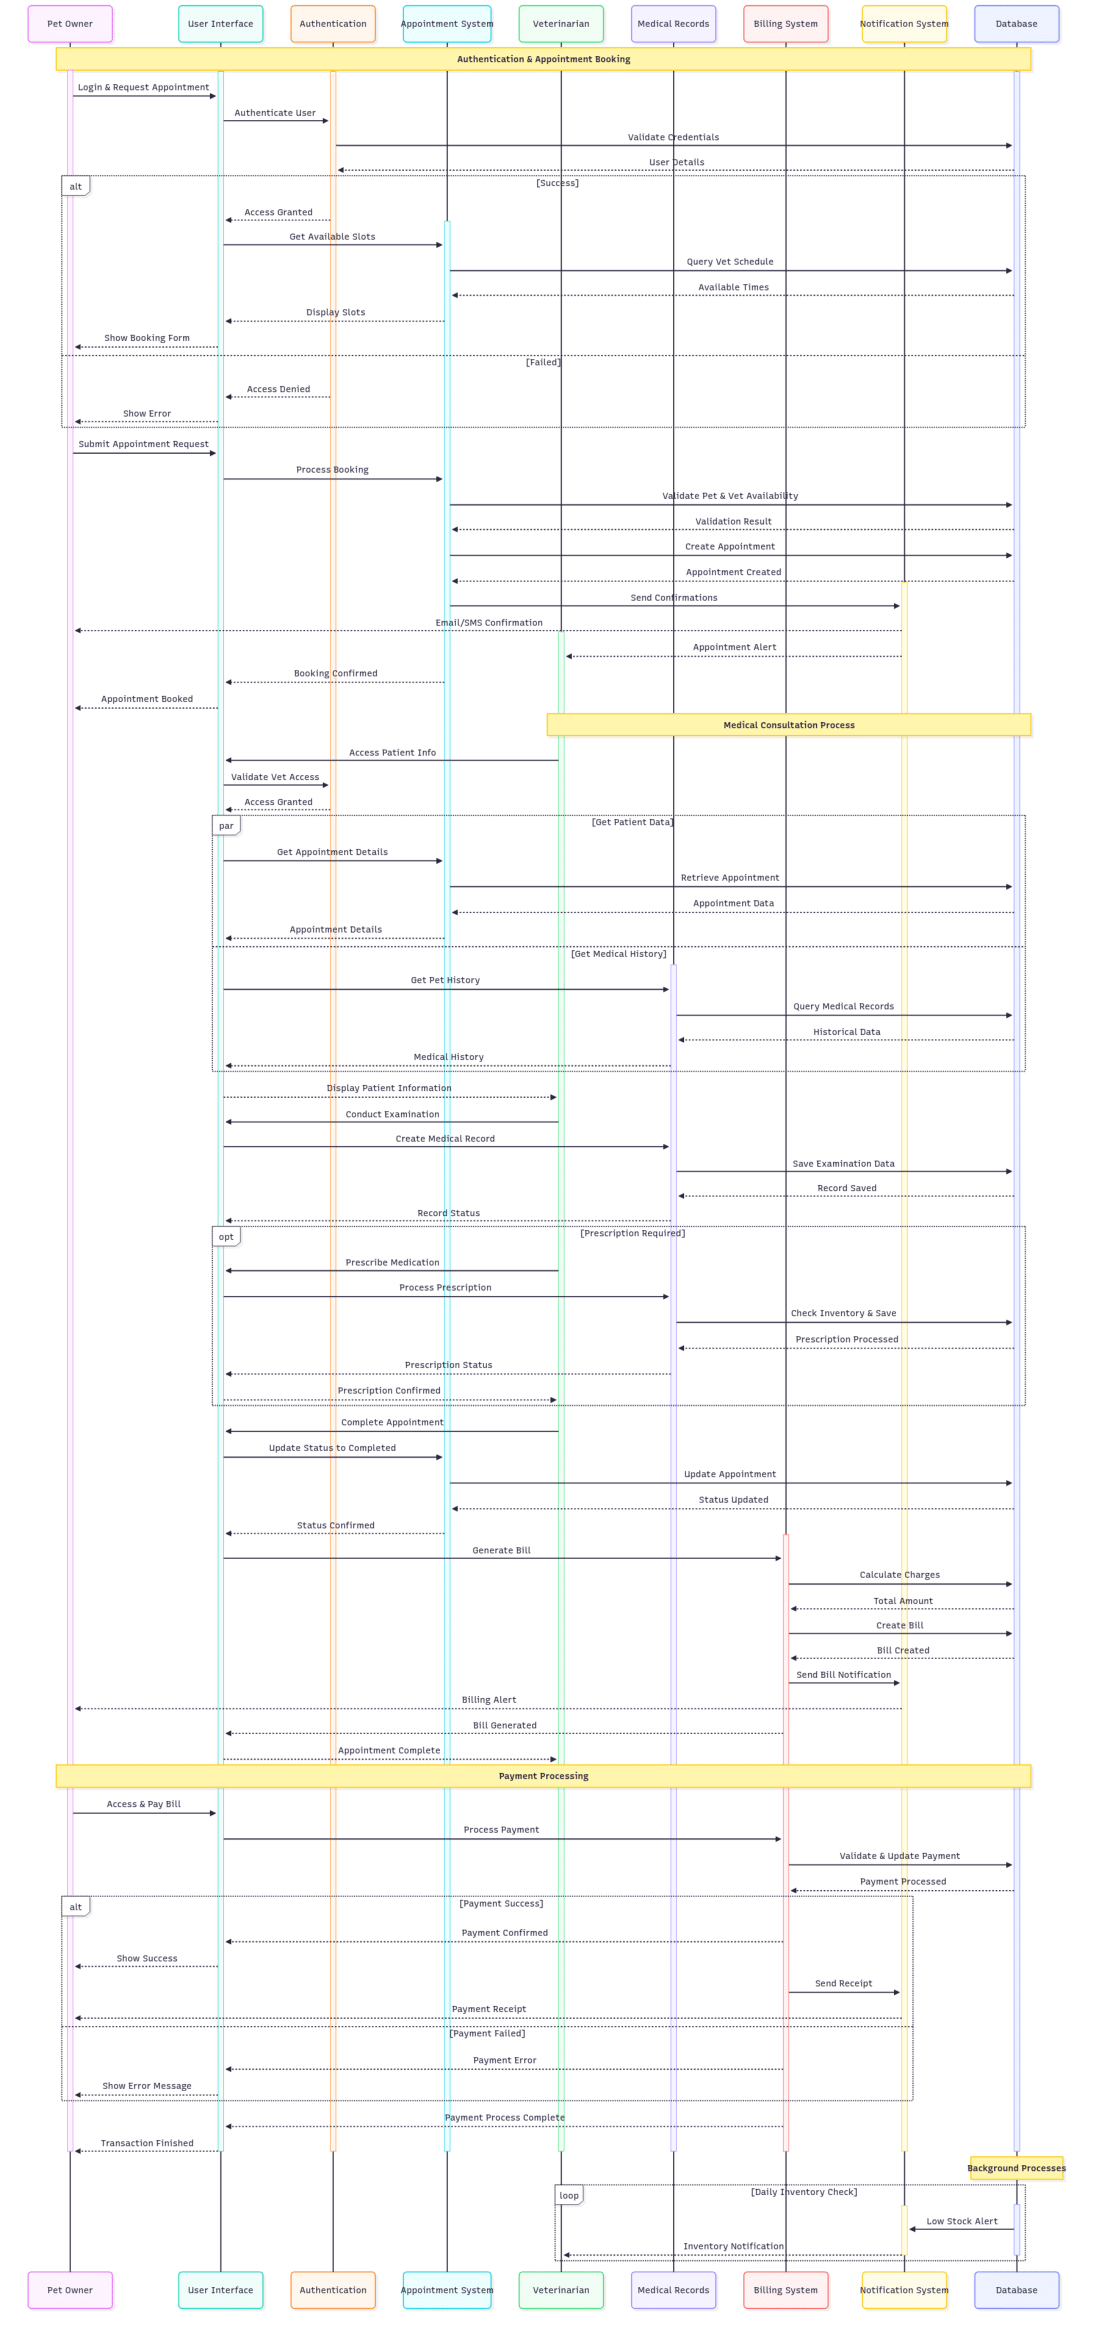 Pet Owner
User Interface
Authentication
Appointment System
Veterinarian
Medical Records
Billing System
Notification System
Database
Authentication & Appointment Booking
Login & Request Appointment
Authenticate User
Validate Credentials
User Details
alt
[Success]
Access Granted
Get Available Slots
Query Vet Schedule
Available Times
Display Slots
Show Booking Form
[Failed]
Access Denied
Show Error
Submit Appointment Request
Process Booking
Validate Pet & Vet Availability
Validation Result
Create Appointment
Appointment Created
Send Confirmations
Email/SMS Confirmation
Appointment Alert
Booking Confirmed
Appointment Booked
Medical Consultation Process
Access Patient Info
Validate Vet Access
Access Granted
par
[Get Patient Data]
Get Appointment Details
Retrieve Appointment
Appointment Data
Appointment Details
[Get Medical History]
Get Pet History
Query Medical Records
Historical Data
Medical History
Display Patient Information
Conduct Examination
Create Medical Record
Save Examination Data
Record Saved
Record Status
opt
[Prescription Required]
Prescribe Medication
Process Prescription
Check Inventory & Save
Prescription Processed
Prescription Status
Prescription Confirmed
Complete Appointment
Update Status to Completed
Update Appointment
Status Updated
Status Confirmed
Generate Bill
Calculate Charges
Total Amount
Create Bill
Bill Created
Send Bill Notification
Billing Alert
Bill Generated
Appointment Complete
Payment Processing
Access & Pay Bill
Process Payment
Validate & Update Payment
Payment Processed
alt
[Payment Success]
Payment Confirmed
Show Success
Send Receipt
Payment Receipt
[Payment Failed]
Payment Error
Show Error Message
Payment Process Complete
Transaction Finished
Background Processes
loop
[Daily Inventory Check]
Low Stock Alert
Inventory Notification
Pet Owner
User Interface
Authentication
Appointment System
Veterinarian
Medical Records
Billing System
Notification System
Database